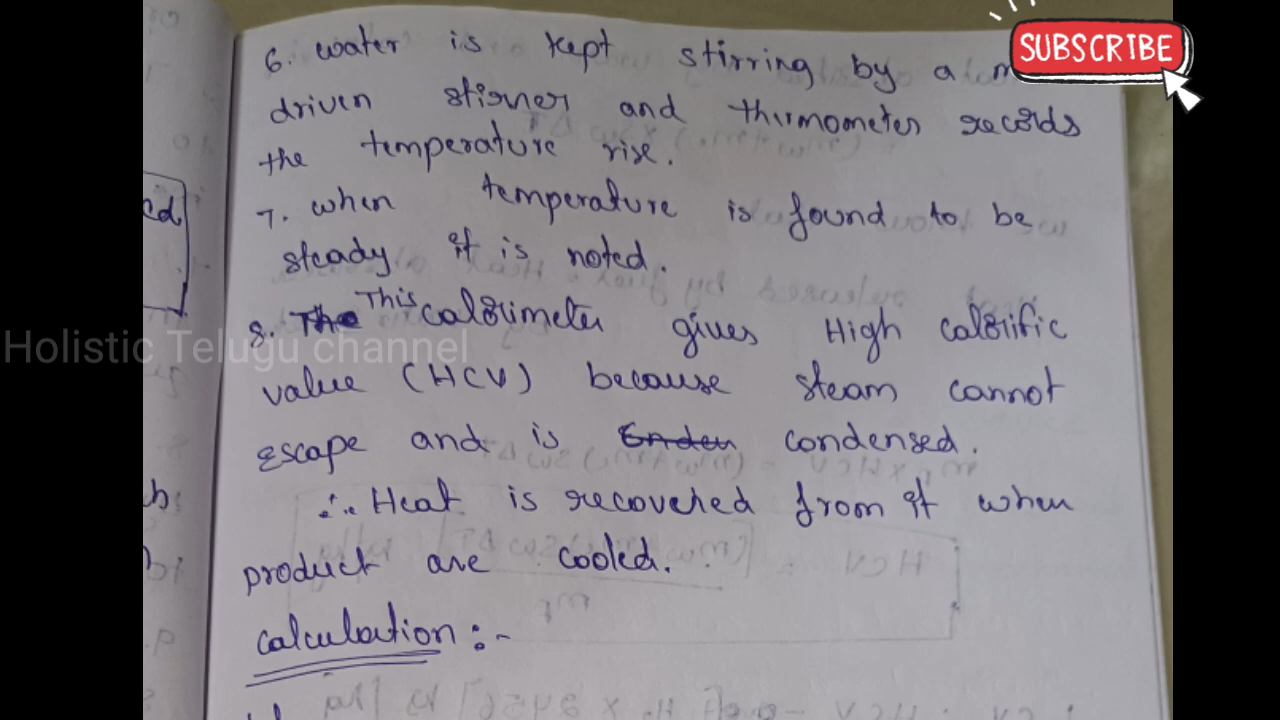 SUBSCRIBE
6. water is kept stirring by a
driven stirrer and thermometer records
the temperature rise.
7. when temperature is found to be
steady it is noted.
8. The This calorimeter gives High calorific
Holistic Telugu channel
value (HCV) because steam cannot
escape and is condensed.
∴ Heat is recovered from it when
product are cooled.
calculation :-